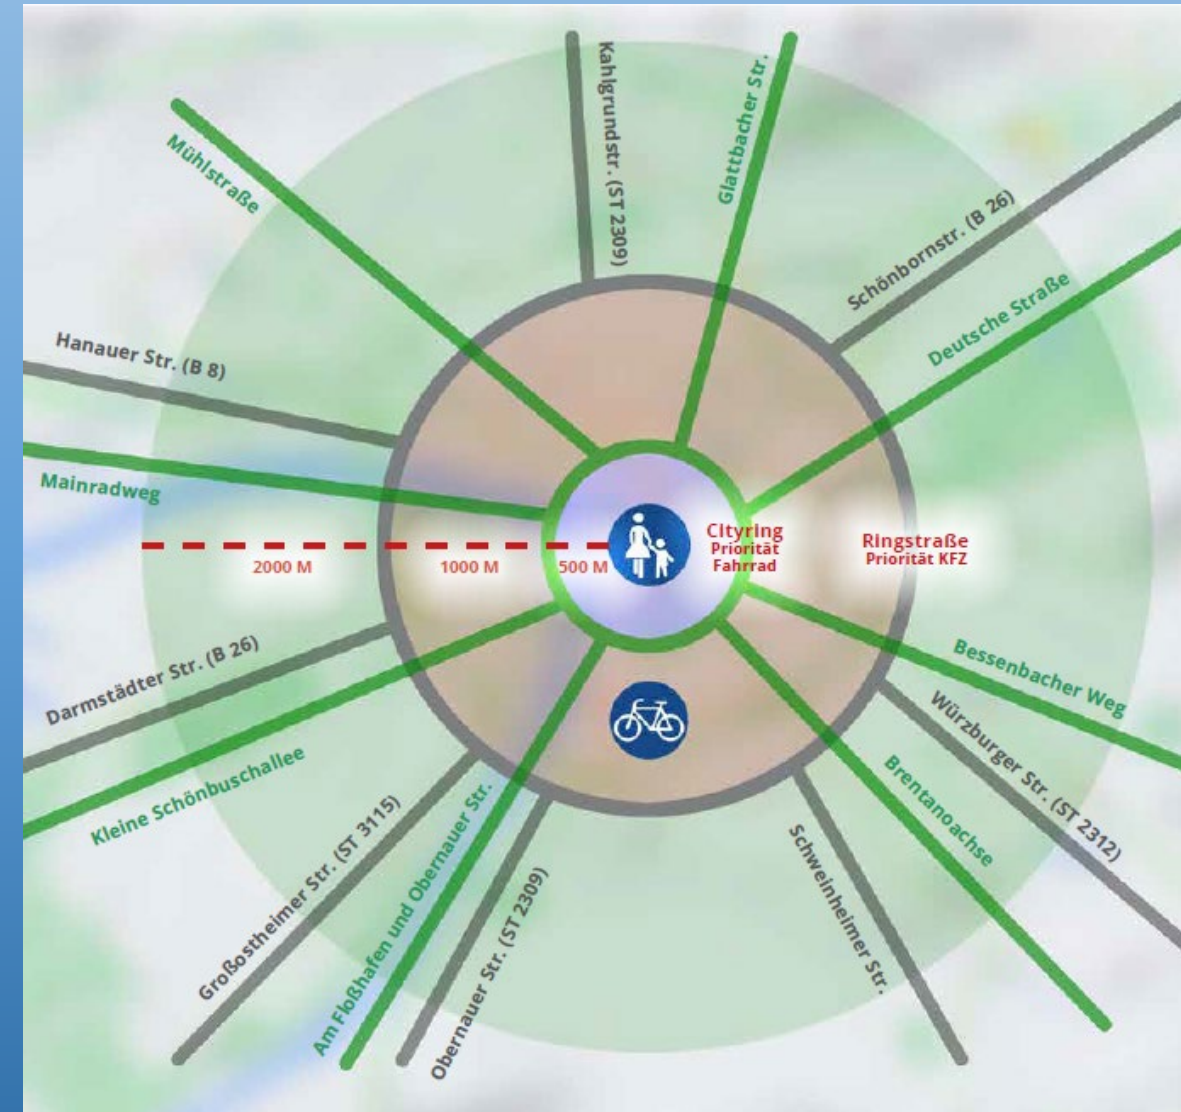 Kahlgrundstr. (ST 2309)
Glattbacher Str.
Mühlstraße
Schönbornstr. (B 26)
Deutsche Straße
Hanauer Str. (B 8)
Mainradweg
Cityring
Priorität
Fahrrad
Ringstraße
Priorität KFZ
2000 M
1000 M
500 M
Darmstädter Str. (B 26)
Kleine Schönbuschallee
Bessenbacher Weg
Würzburger Str. (ST 2312)
Brentanoachse
Großostheimer Str. (ST 3115)
Am Floßhafen und Obernauer Str.
Obernauer Str. (ST 2309)
Schweinheimer Str.